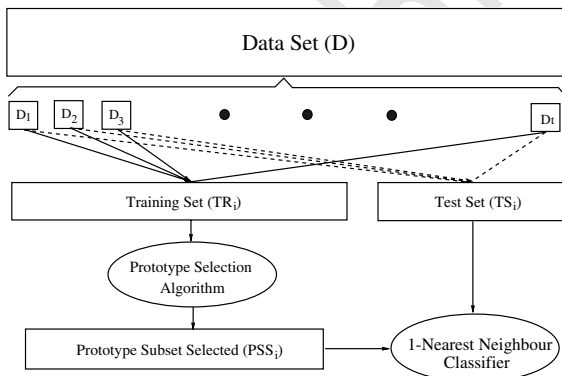 Data Set (D)
D1 D2 D3 Dt
Training Set (TRi) Test Set (TSi)
Prototype Selection
Algorithm
Prototype Subset Selected (PSSi)
1-Nearest Neighbour
Classifier